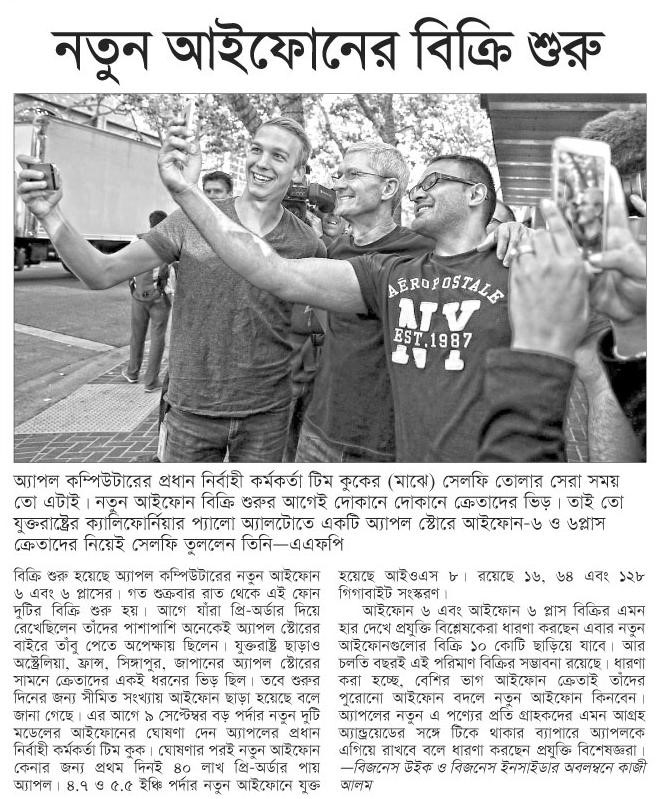 নতুন আইফোনের বিক্রি শুরু
AÉROPOSTALE
NY
EST. 1987
অ্যাপল কম্পিউটারের প্রধান নির্বাহী কর্মকর্তা টিম কুকের (মাঝে) সেলফি তোলার সেরা সময়
তো এটাই। নতুন আইফোন বিক্রি শুরুর আগেই দোকানে দোকানে ক্রেতাদের ভিড়। তাই তো
যুক্তরাষ্ট্রের ক্যালিফোর্নিয়ার প্যালো অ্যালটোতে একটি অ্যাপল স্টোরে আইফোন-৬ ও ৬প্লাস
ক্রেতাদের নিয়েই সেলফি তুললেন তিনি—এএফপি
বিক্রি শুরু হয়েছে অ্যাপল কম্পিউটারের নতুন আইফোন
৬ এবং ৬ প্লাসের। গত শুক্রবার রাত থেকে এই ফোন
দুটির বিক্রি শুরু হয়। আগে যাঁরা প্রি-অর্ডার দিয়ে
রেখেছিলেন তাঁদের পাশাপাশি অনেকেই অ্যাপল স্টোরের
বাইরে তাঁবু পেতে অপেক্ষায় ছিলেন। যুক্তরাষ্ট্র ছাড়াও
অস্ট্রেলিয়া, ফ্রান্স, সিঙ্গাপুর, জাপানের অ্যাপল স্টোরের
সামনে ক্রেতাদের একই ধরনের ভিড় ছিল। তবে শুরুর
দিনের জন্য সীমিত সংখ্যায় আইফোন ছাড়া হয়েছে বলে
জানা গেছে। এর আগে ৯ সেপ্টেম্বর বড় পর্দার নতুন দুটি
মডেলের আইফোনের ঘোষণা দেন অ্যাপলের প্রধান
নির্বাহী কর্মকর্তা টিম কুক। ঘোষণার পরই নতুন আইফোন
কেনার জন্য প্রথম দিনই ৪০ লাখ প্রি-অর্ডার পায়
অ্যাপল। ৪.৭ ও ৫.৫ ইঞ্চি পর্দার নতুন আইফোনে যুক্ত
হয়েছে আইওএস ৮। রয়েছে ১৬, ৬৪ এবং ১২৮
গিগাবাইট সংস্করণ।
আইফোন ৬ এবং আইফোন ৬ প্লাস বিক্রির এমন
হার দেখে প্রযুক্তি বিশ্লেষকেরা ধারণা করছেন এবার নতুন
আইফোনগুলোর বিক্রি ১০ কোটি ছাড়িয়ে যাবে। আর
চলতি বছরই এই পরিমাণ বিক্রির সম্ভাবনা রয়েছে। ধারণা
করা হচ্ছে, বেশির ভাগ আইফোন ক্রেতাই তাঁদের
পুরোনো আইফোন বদলে নতুন আইফোন কিনবেন।
অ্যাপলের নতুন এ পণ্যের প্রতি গ্রাহকদের এমন আগ্রহ
অ্যান্ড্রয়েডের সঙ্গে টিকে থাকার ব্যাপারে অ্যাপলকে
এগিয়ে রাখবে বলে ধারণা করছেন প্রযুক্তি বিশেষজ্ঞরা।
—বিজনেস উইক ও বিজনেস ইনসাইডার অবলম্বনে কাজী
আলম